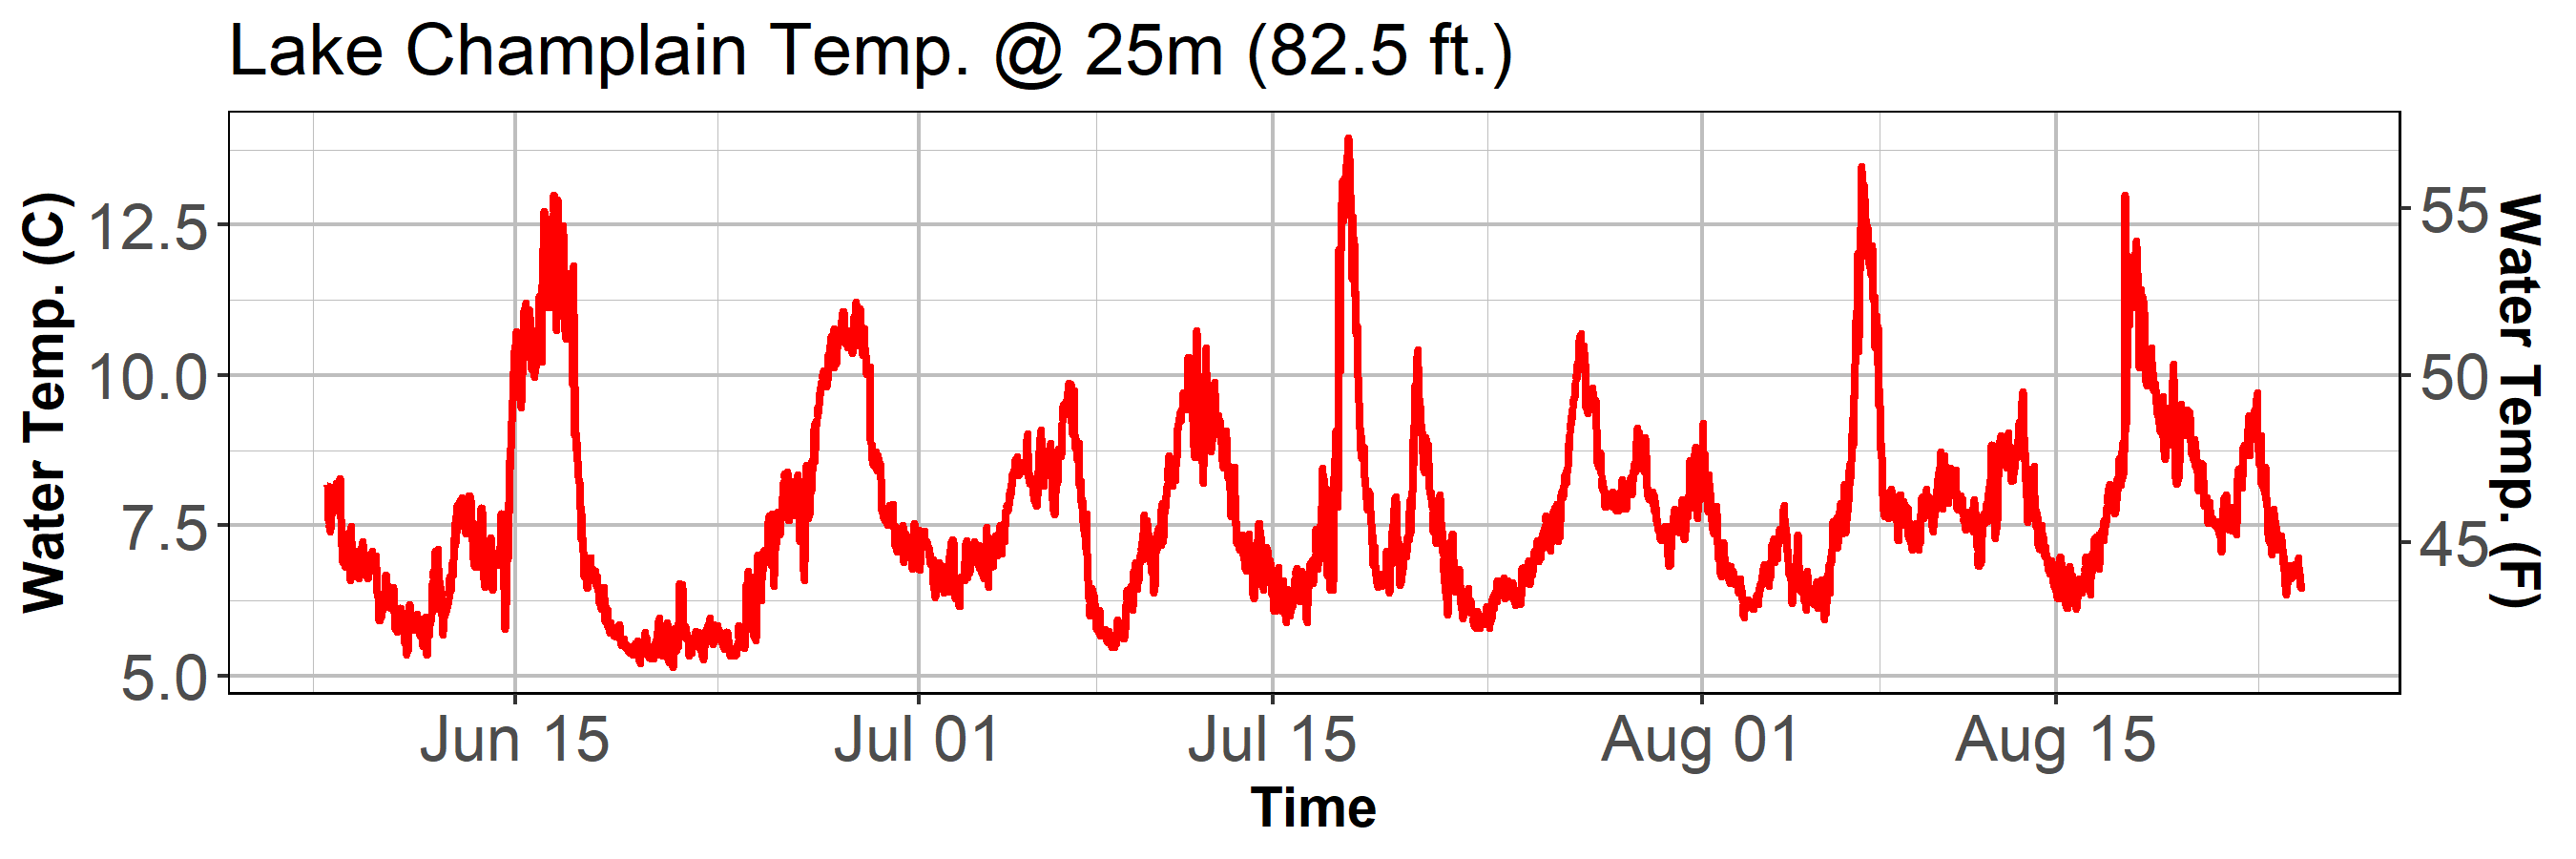 Lake Champlain Temp. @ 25m (82.5 ft.)
Water Temp. (C)
12.5
10.0
7.5
5.0
55
50
45
Water Temp. (F)
Jun 15 Jul 01 Jul 15 Aug 01 Aug 15
Time